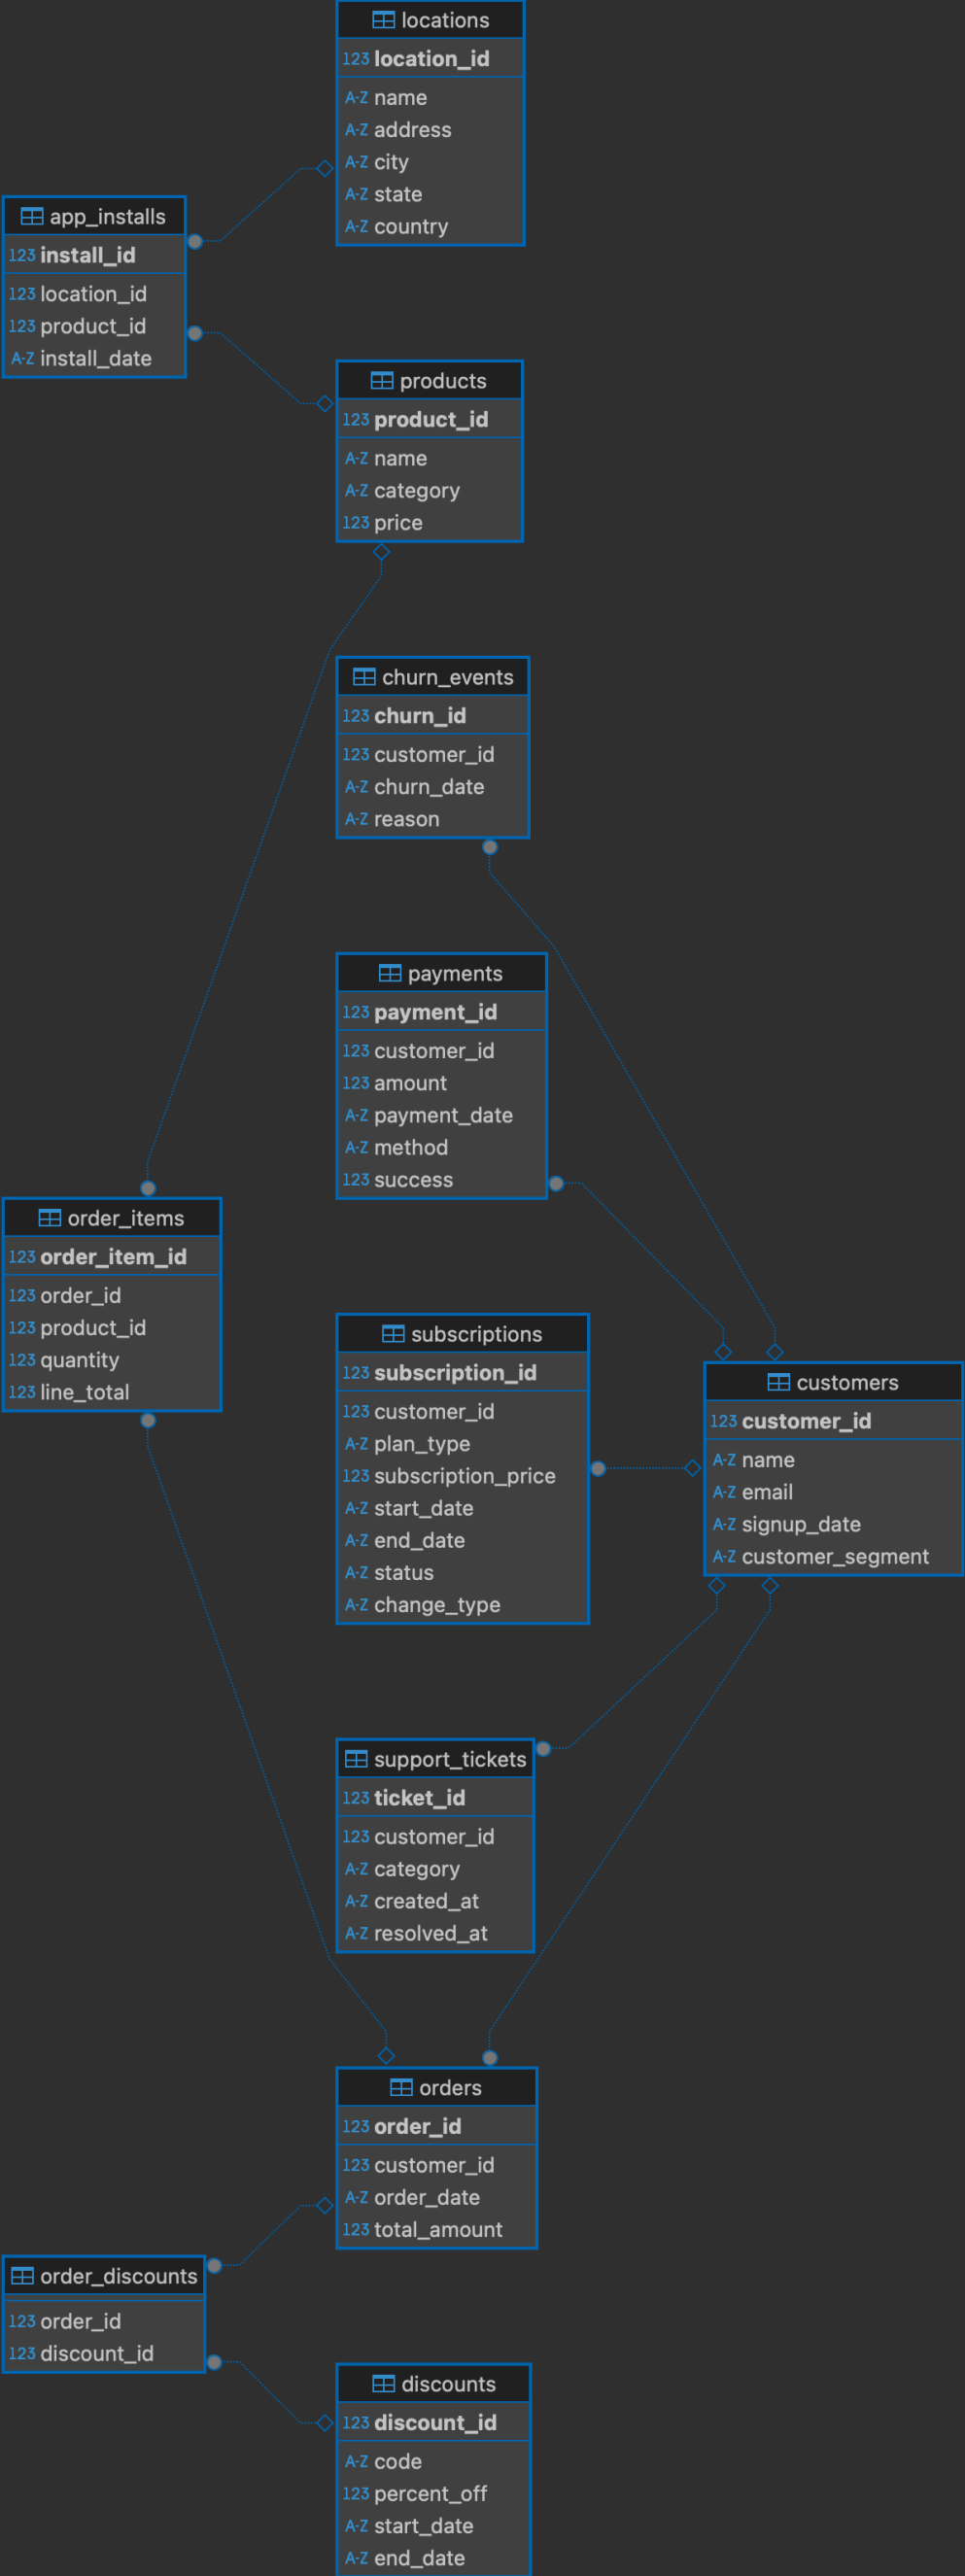 locations
123 location_id
A-Z name
A-Z address
A-Z city
A-Z state
A-Z country
app_installs
123 install_id
123 location_id
123 product_id
A-Z install_date
products
123 product_id
A-Z name
A-Z category
123 price
churn_events
123 churn_id
123 customer_id
A-Z churn_date
A-Z reason
payments
123 payment_id
123 customer_id
123 amount
A-Z payment_date
A-Z method
123 success
order_items
123 order_item_id
123 order_id
123 product_id
123 quantity
123 line_total
subscriptions
123 subscription_id
123 customer_id
A-Z plan_type
123 subscription_price
A-Z start_date
A-Z end_date
A-Z status
A-Z change_type
customers
123 customer_id
A-Z name
A-Z email
A-Z signup_date
A-Z customer_segment
support_tickets
123 ticket_id
123 customer_id
A-Z category
A-Z created_at
A-Z resolved_at
orders
123 order_id
123 customer_id
A-Z order_date
123 total_amount
order_discounts
123 order_id
123 discount_id
discounts
123 discount_id
A-Z code
123 percent_off
A-Z start_date
A-Z end_date